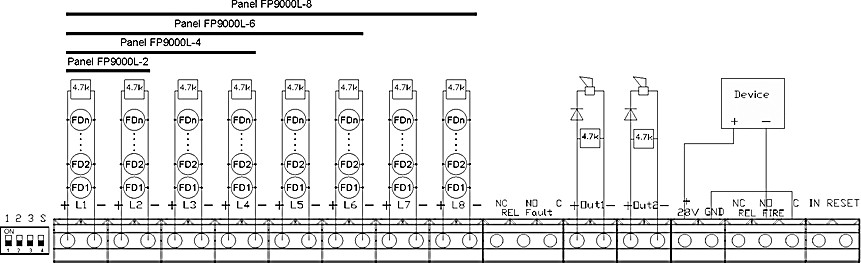 Panel FP9000L-8
Panel FP9000L-6
Panel FP9000L-4
Panel FP9000L-2
4.7k 4.7k 4.7k 4.7k 4.7k 4.7k 4.7k 4.7k
Device
+ -
FDn FDn FDn FDn FDn FDn FDn FDn
4.7k 4.7k
FD2 FD2 FD2 FD2 FD2 FD2 FD2 FD2
FD1 FD1 FD1 FD1 FD1 FD1 FD1 FD1
+ L1 - + L2 - + L3 - + L4 - + L5 - + L6 - + L7 - + L8 - NC NO C +Out1- +Out2- + NC NO C IN RESET
REL Fault 28V GND REL FIRE
1 2 3 S
ON
1 2 3 4